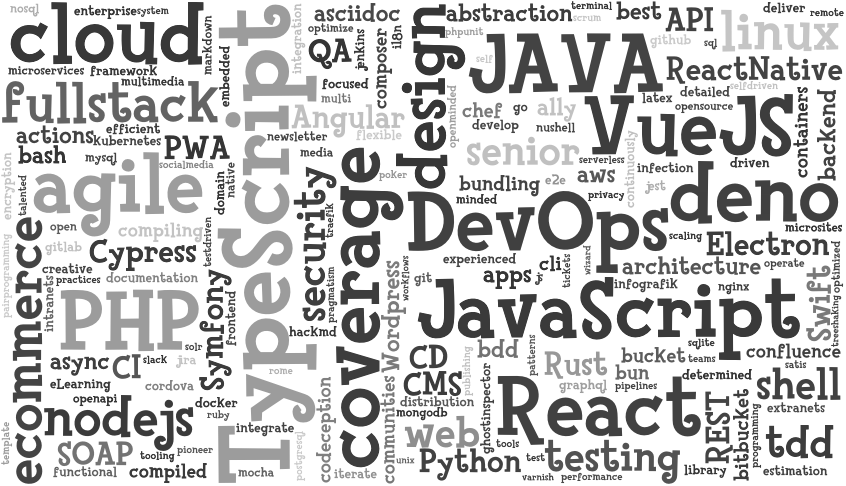 nosql
enterprise
system
cloud
markdown
microservices
framework
multimedia
embedded
integration
asciidoc
optimize
QA
jenkins
i18n
composer
focused
multi
design
abstraction
terminal
scrum
phpunit
self
best
API
github
sql
deliver
remote
linux
JAVA
ReactNative
selfdriven
fullstack
Angular
flexible
newsletter
media
openminded
chef
go
ally
develop
nushell
latex
detailed
opensource
VueJS
containers
backend
actions
efficient
Kubernetes
bash
mysql
PWA
socialmedia
senior
serverless
continuously
infection
driven
aws
e2e
jest
privacy
bundling
minded
deno
encryption
talented
agile
domain
native
TypeScript
coverage
poker
security
traefik
open
compiling
testdriven
gitlab
Cypress
DevOps
scaling
microsites
Electron
pairprogramming
ecommerce
creative
practices
intranets
documentation
pragmatism
Wordpress
workflows
experienced
git
apps
cli
qr
tickets
wizard
architecture
operate
infografik
nginx
Swift
optimized
treeshaking
PHP
solr
Symfony
frontend
hackmd
JavaScript
sqlite
async
CI
slack
jira
rome
CD
CMS
publishing
bdd
patterns
Rust
graphql
bucket
teams
bun
pipelines
confluence
satis
determined
shell
eLearning
cordova
openapi
nodejs
docker
ruby
integrate
codeception
communities
distribution
mongodb
ghostinspector
React
REST
bitbucket
programming
extranets
template
SOAP
tooling
pioneer
functional
compiled
mocha
postgresql
iterate
unix
web
Python
tools
test
varnish
testing
performance
library
tdd
estimation